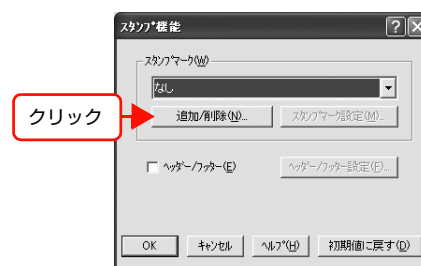 スタンプ機能
スタンプマーク(W)
なし
クリック
追加/削除(N)... スタンプマーク設定(M)...
ヘッダー/フッター(E) ヘッダー/フッター設定(F)...
OK キャンセル ヘルプ(H) 初期値に戻す(D)